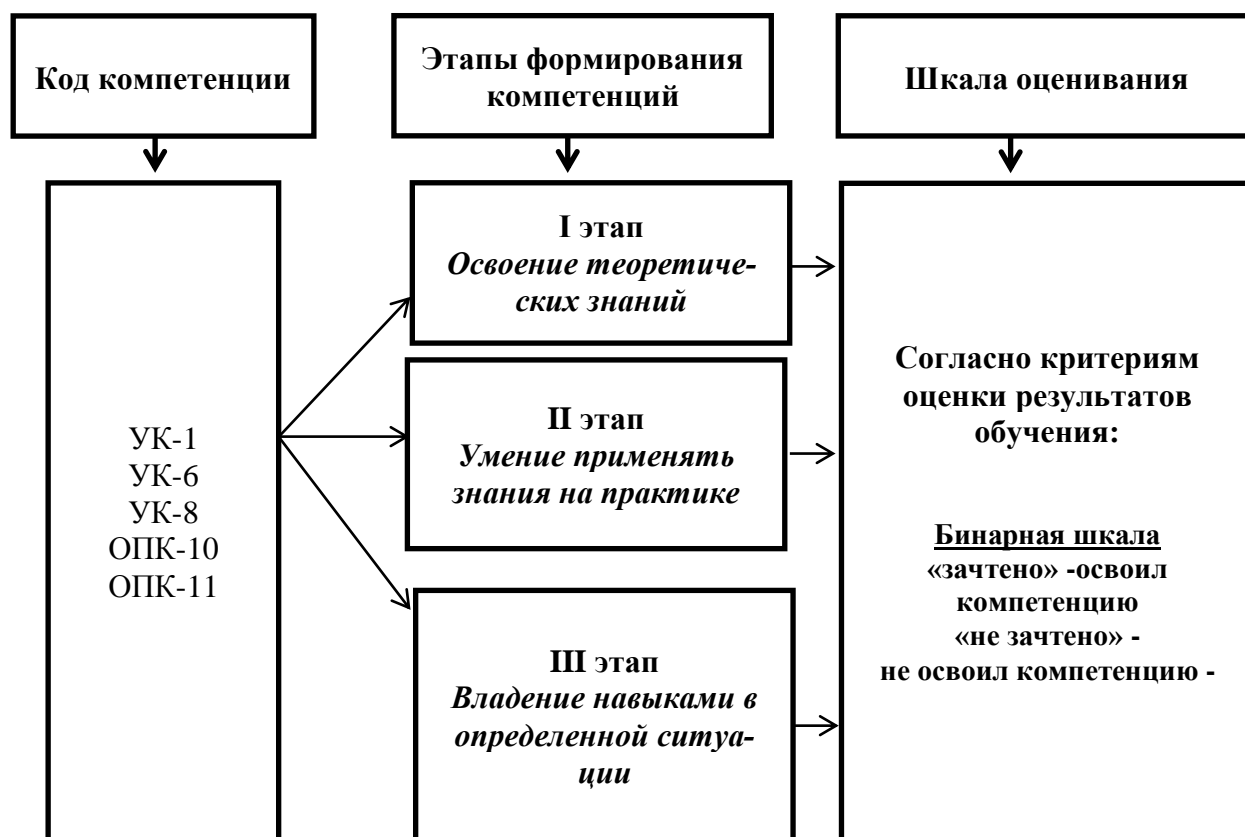 Код компетенции
Этапы формирования
компетенций
Шкала оценивания
УК-1
УК-6
УК-8
ОПК-10
ОПК-11
I этап
Освоение теоретиче-
ских знаний
II этап
Умение применять
знания на практике
III этап
Владение навыками в
определенной ситуа-
ции
Согласно критериям
оценки результатов
обучения:
Бинарная шкала
«зачтено» -освоил
компетенцию
«не зачтено» -
не освоил компетенцию -